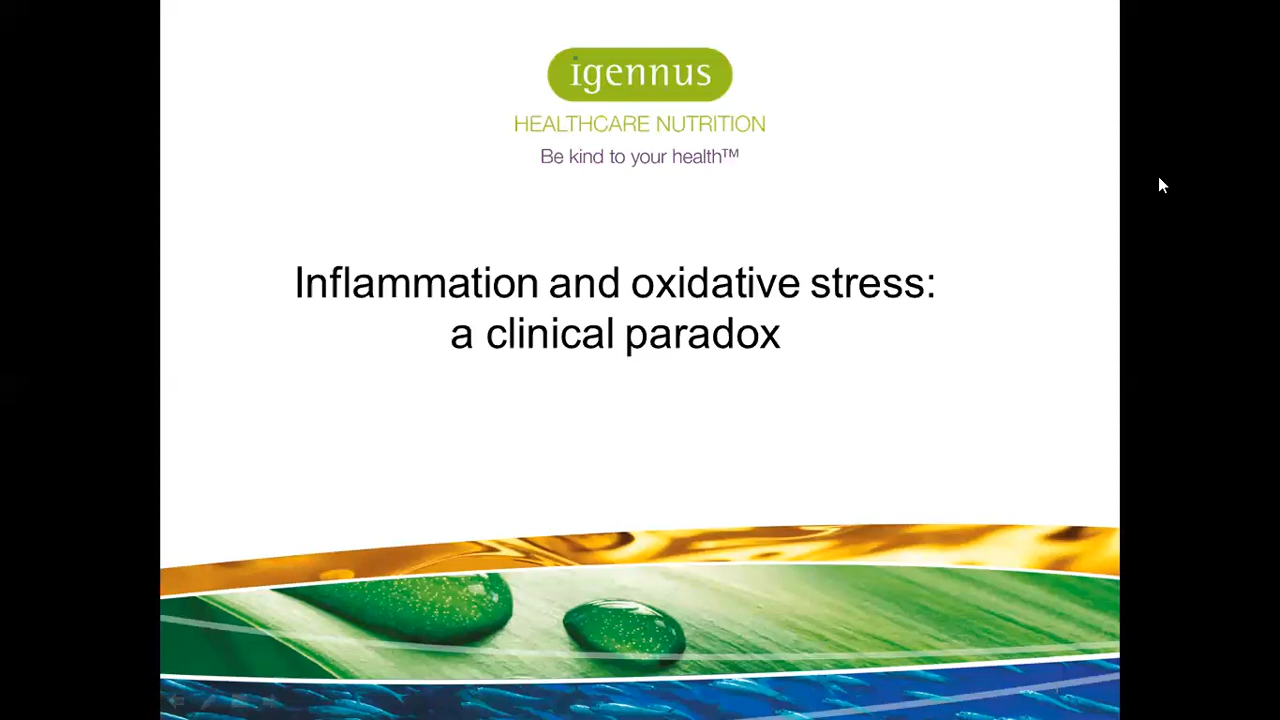 igennus
HEALTHCARE NUTRITION
Be kind to your health™
Inflammation and oxidative stress:
a clinical paradox